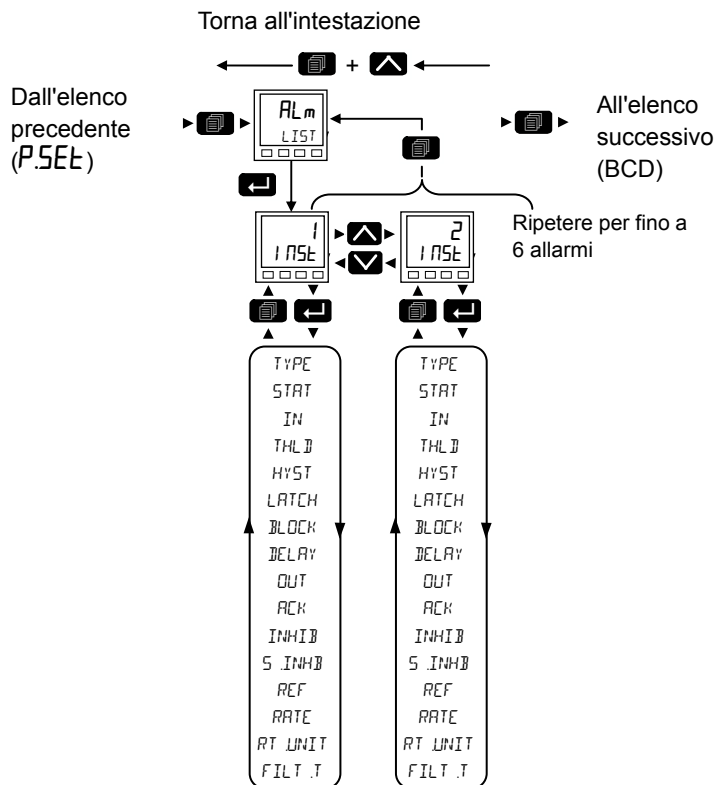 Torna all'intestazione
+
Dall'elenco
precedente
(P.SEt)
ALm
LIST
All'elenco
successivo
(BCD)
1
INSt
2
INSt
Ripetere per fino a
6 allarmi
TYPE
STAT
IN
THLD
HYST
LATCH
BLOCK
DELAY
OUT
ACK
INHIB
S.INHB
REF
RATE
RT.UNIT
FILT.T
TYPE
STAT
IN
THLD
HYST
LATCH
BLOCK
DELAY
OUT
ACK
INHIB
S.INHB
REF
RATE
RT.UNIT
FILT.T